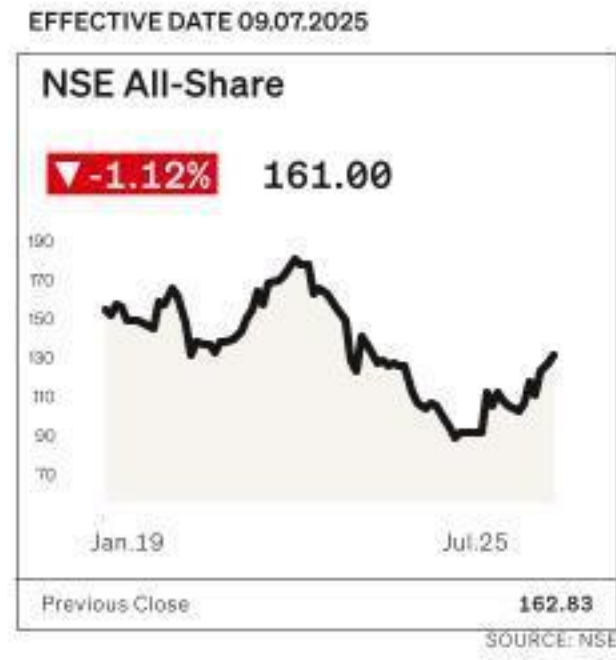 EFFECTIVE DATE 09.07.2025
NSE All-Share
▼-1.12% 161.00
190
170
150
130
110
90
70
Jan.19 Jul.25
Previous Close 162.83
SOURCE: NSE